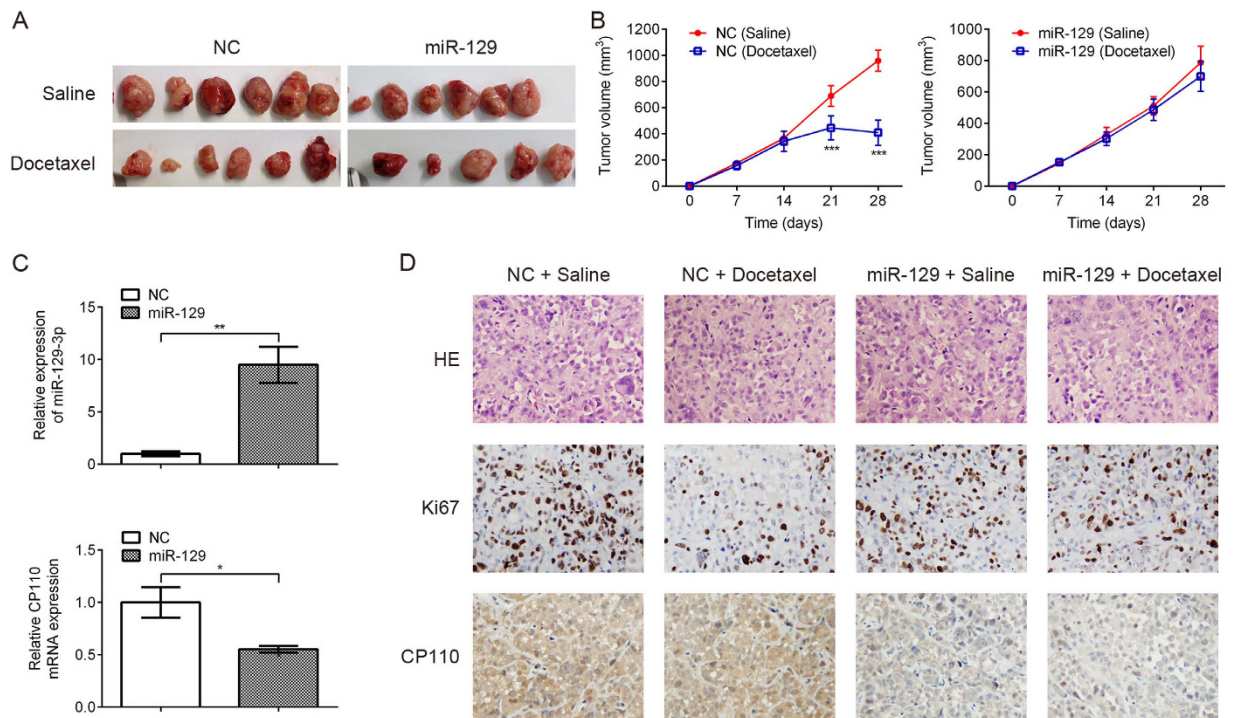 A
NC
miR-129
Saline
Docetaxel
B
NC (Saline)
NC (Docetaxel)
Tumor volume (mm³)
1000
800
600
400
200
0
***
***
0
7
14
21
28
Time (days)
miR-129 (Saline)
miR-129 (Docetaxel)
Tumor volume (mm³)
1000
800
600
400
200
0
0
7
14
21
28
Time (days)
C
NC
miR-129
Relative expression
of miR-129-3p
15
10
5
0
**
NC
miR-129
Relative CP110
mRNA expression
1.5
1.0
0.5
0.0
*
D
NC + Saline
NC + Docetaxel
miR-129 + Saline
miR-129 + Docetaxel
HE
Ki67
CP110